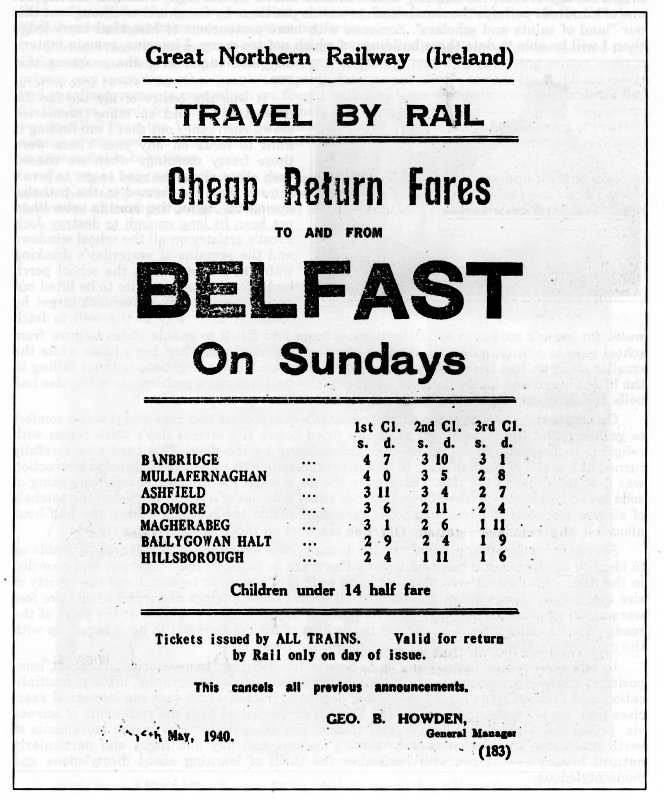 Great Northern Railway (Ireland)
TRAVEL BY RAIL
Cheap Return Fares
TO AND FROM
BELFAST
On Sundays
1st Cl. 2nd Cl. 3rd Cl.
s. d. s. d. s. d.
BANBRIDGE ... 4 7 3 10 3 1
MULLAFERNAGHAN ... 4 0 3 5 2 8
ASHFIELD ... 3 11 3 4 2 7
DROMORE ... 3 6 2 11 2 4
MAGHERABEG ... 3 1 2 6 1 11
BALLYGOWAN HALT ... 2 9 2 4 1 9
HILLSBOROUGH ... 2 4 1 11 1 6
Children under 14 half fare
Tickets issued by ALL TRAINS. Valid for return
by Rail only on day of issue.
This cancels all previous announcements.
GEO. B. HOWDEN,
May, 1940. General Manager
(183)